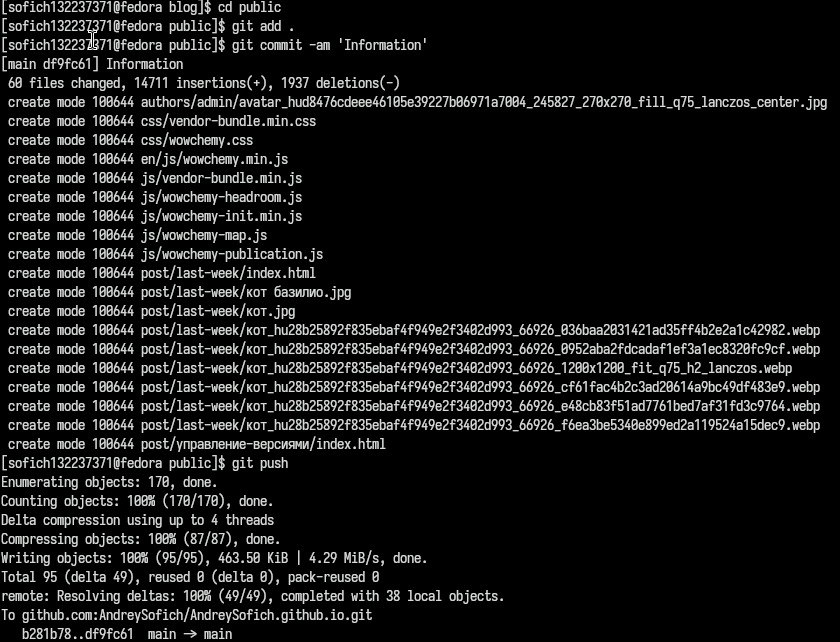 [sofich132237371@fedora blog]$ cd public
[sofich132237371@fedora public]$ git add .
[sofich132237371@fedora public]$ git commit -am 'Information'
[main df9fc61] Information
 60 files changed, 14711 insertions(+), 1937 deletions(-)
 create mode 100644 authors/admin/avatar_hud8476cdeee46105e39227b06971a7004_245827_270x270_fill_q75_lanczos_center.jpg
 create mode 100644 css/vendor-bundle.min.css
 create mode 100644 css/wowchemy.css
 create mode 100644 en/js/wowchemy.min.js
 create mode 100644 js/vendor-bundle.min.js
 create mode 100644 js/wowchemy-headroom.js
 create mode 100644 js/wowchemy-init.min.js
 create mode 100644 js/wowchemy-map.js
 create mode 100644 js/wowchemy-publication.js
 create mode 100644 post/last-week/index.html
 create mode 100644 post/last-week/кот базилио.jpg
 create mode 100644 post/last-week/кот.jpg
 create mode 100644 post/last-week/кот_hu28b25892f835ebaf4f949e2f3402d993_66926_036baa2031421ad35ff4b2e2a1c42982.webp
 create mode 100644 post/last-week/кот_hu28b25892f835ebaf4f949e2f3402d993_66926_0952aba2fdcadaf1ef3a1ec8320fc9cf.webp
 create mode 100644 post/last-week/кот_hu28b25892f835ebaf4f949e2f3402d993_66926_1200x1200_fit_q75_h2_lanczos.webp
 create mode 100644 post/last-week/кот_hu28b25892f835ebaf4f949e2f3402d993_66926_cf61fac4b2c3ad20614a9bc49df483e9.webp
 create mode 100644 post/last-week/кот_hu28b25892f835ebaf4f949e2f3402d993_66926_e48cb83f51ad7761bed7af31fd3c9764.webp
 create mode 100644 post/last-week/кот_hu28b25892f835ebaf4f949e2f3402d993_66926_f6ea3be5340e899ed2a119524a15dec9.webp
 create mode 100644 post/управление-версиями/index.html
[sofich132237371@fedora public]$ git push
Enumerating objects: 170, done.
Counting objects: 100% (170/170), done.
Delta compression using up to 4 threads
Compressing objects: 100% (87/87), done.
Writing objects: 100% (95/95), 463.50 KiB | 4.29 MiB/s, done.
Total 95 (delta 49), reused 0 (delta 0), pack-reused 0
remote: Resolving deltas: 100% (49/49), completed with 38 local objects.
To github.com:AndreySofich/AndreySofich.github.io.git
   b281b78..df9fc61  main -> main